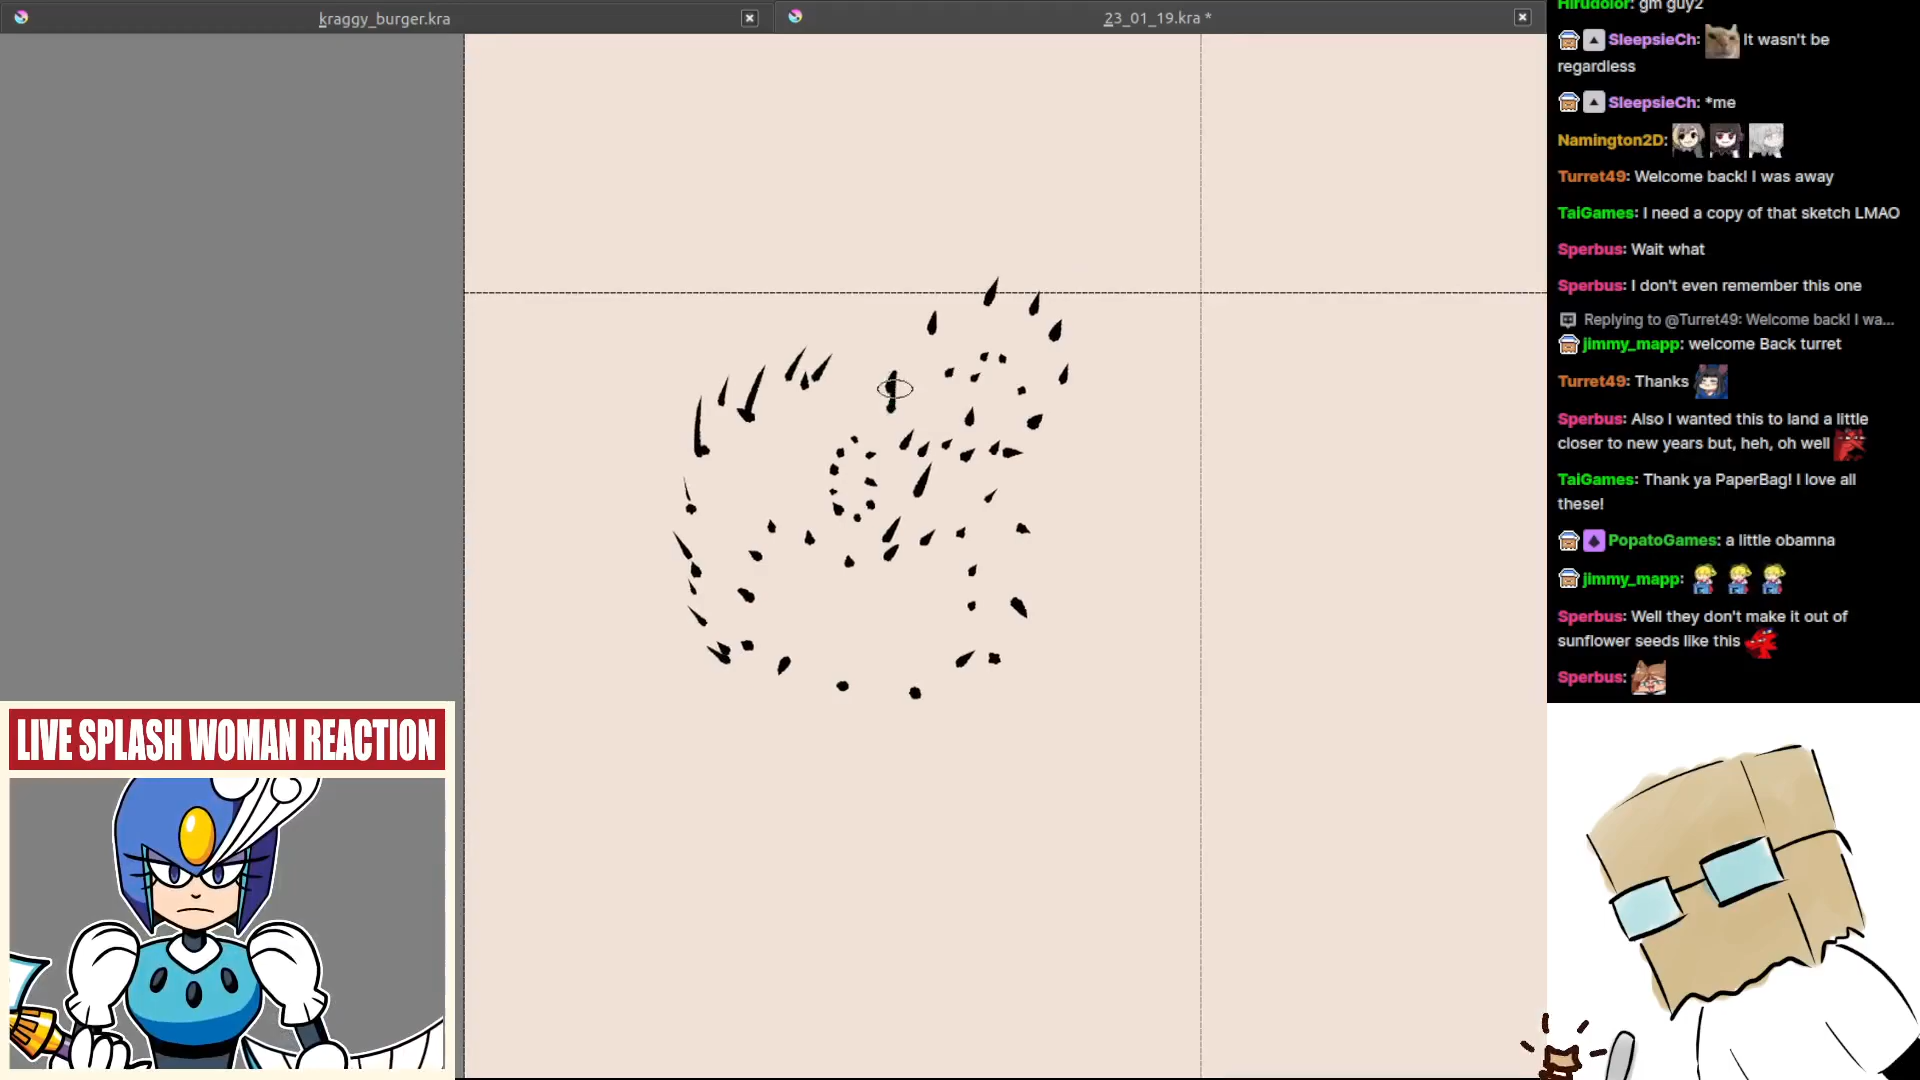 kraggy_burger.kra
23_01_19.kra *
Hirudolor: gm guy2
SleepsieCh: It wasn't be
regardless
SleepsieCh: *me
Namington2D:
Turret49: Welcome back! I was away
TaiGames: I need a copy of that sketch LMAO
Sperbus: Wait what
Sperbus: I don't even remember this one
Replying to @Turret49: Welcome back! I wa...
jimmy_mapp: welcome Back turret
Turret49: Thanks
Sperbus: Also I wanted this to land a little
closer to new years but, heh, oh well
TaiGames: Thank ya PaperBag! I love all
these!
PopatoGames: a little obamna
jimmy_mapp:
Sperbus: Well they don't make it out of
sunflower seeds like this
Sperbus:
LIVE SPLASH WOMAN REACTION